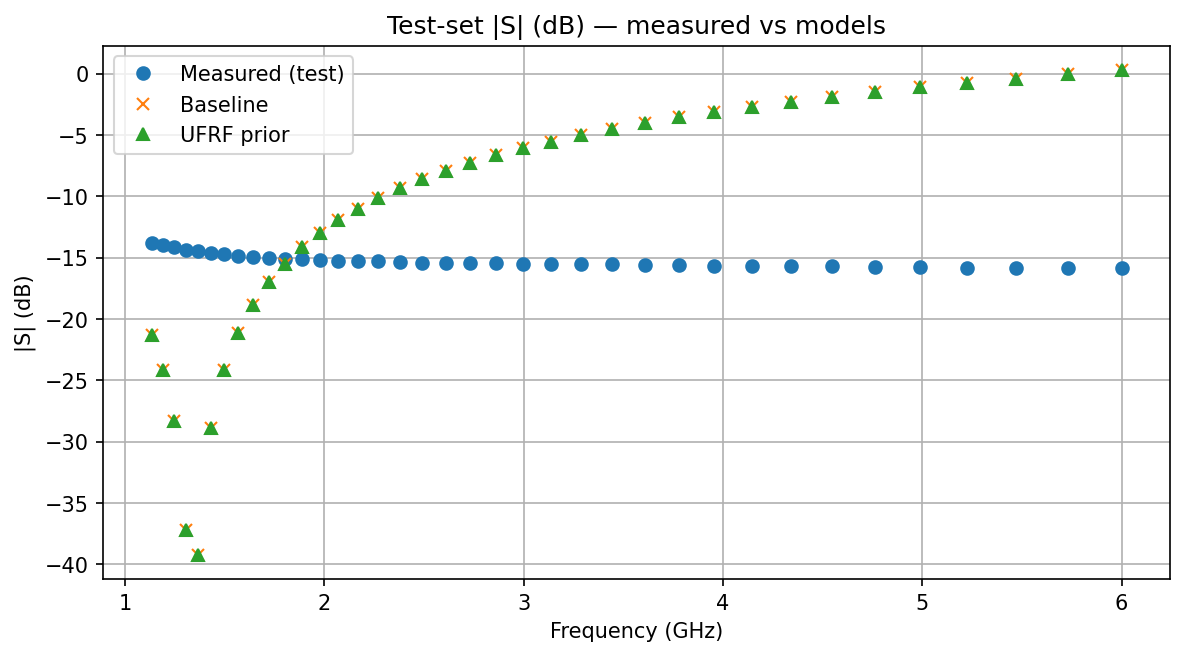 Test-set |S| (dB) — measured vs models
Measured (test)
Baseline
UFRF prior
|S| (dB)
0
−5
−10
−15
−20
−25
−30
−35
−40
1 2 3 4 5 6
Frequency (GHz)